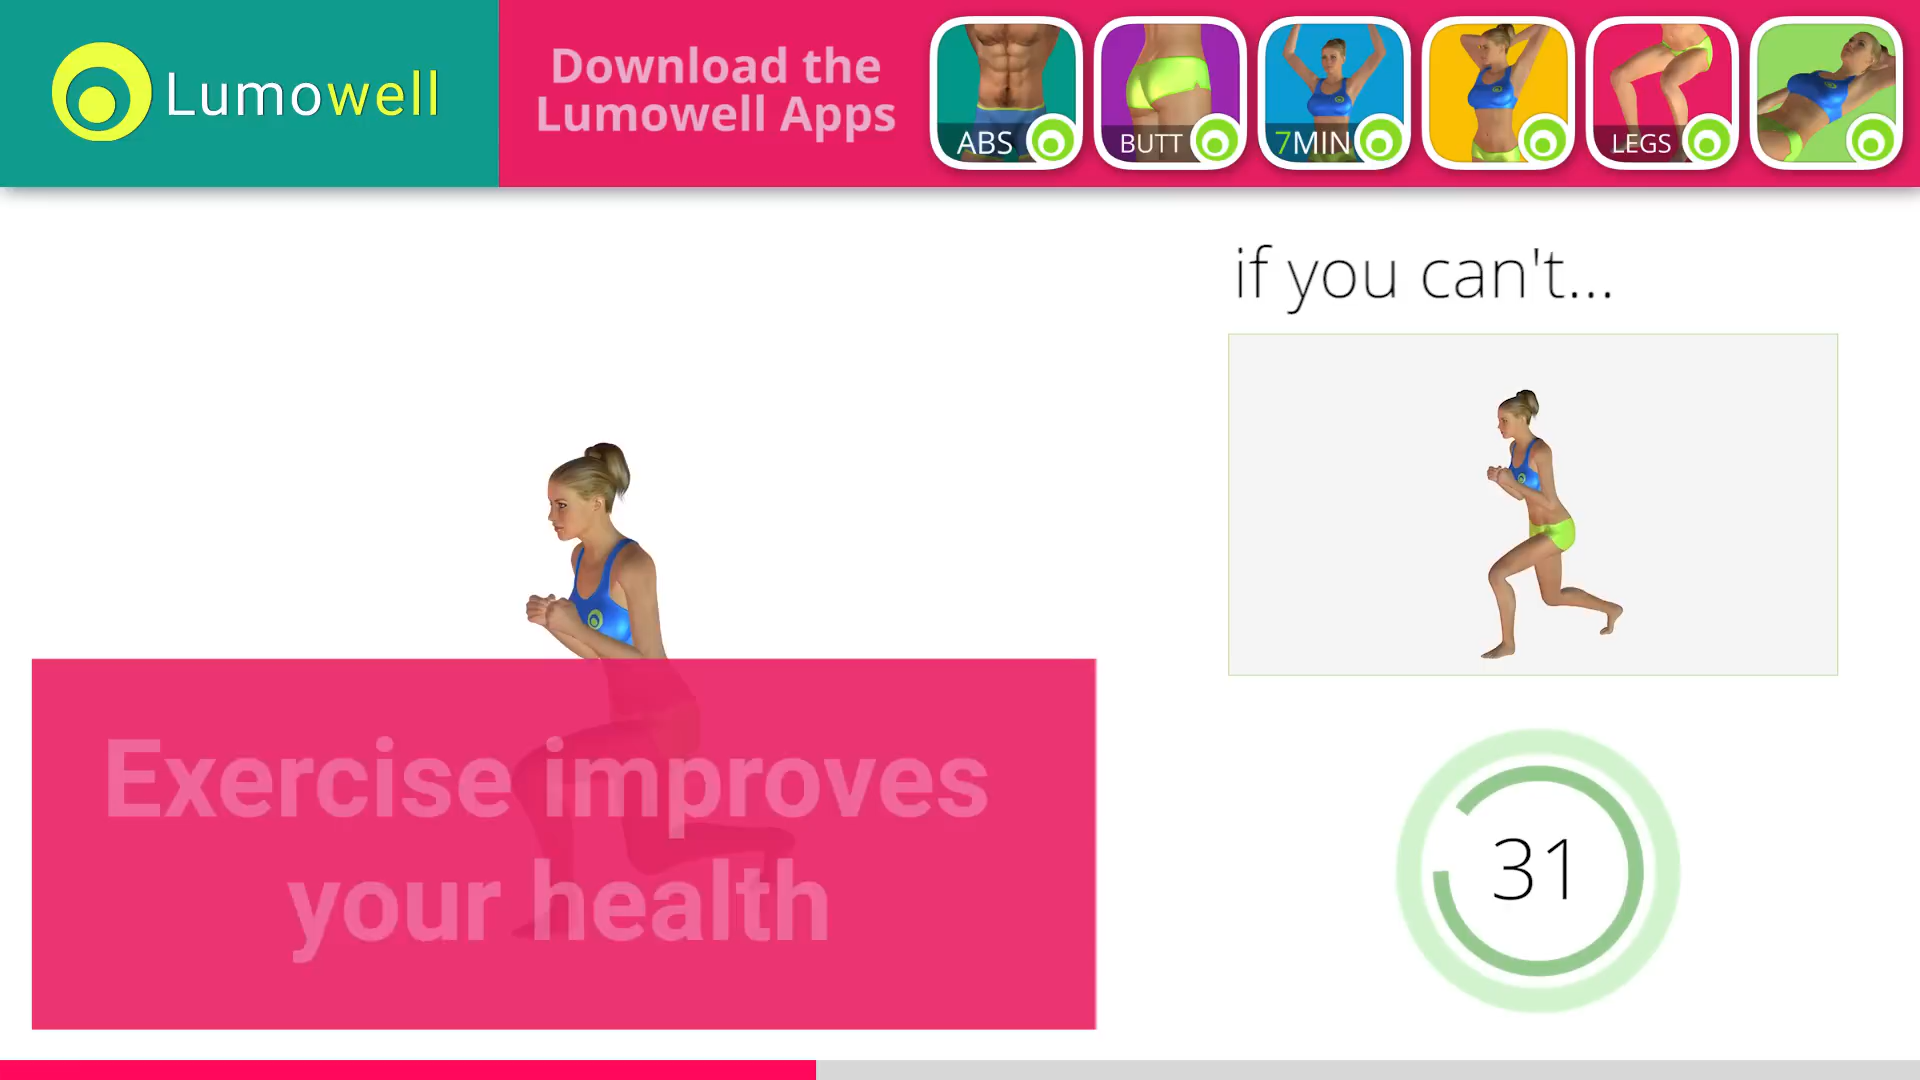 Lumowell
Download the
Lumowell Apps
ABS
BUTT
7MIN
LEGS
if you can't...
Exercise improves
your health
31